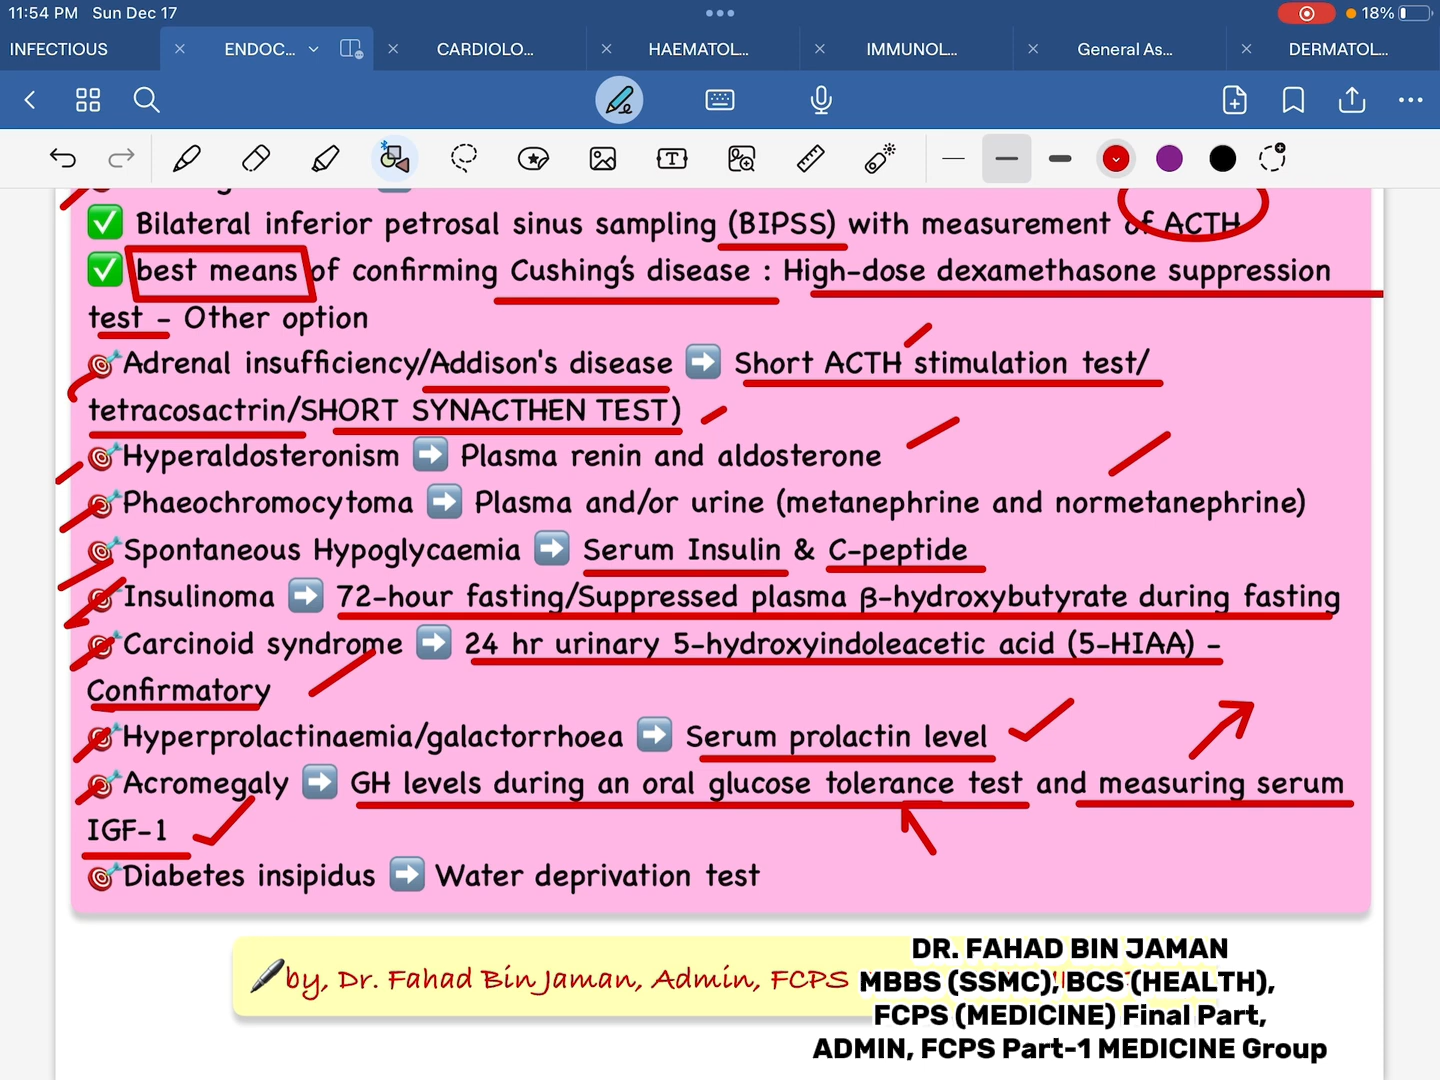 11:54 PM Sun Dec 17
18%
INFECTIOUS
ENDOC...
CARDIOLO...
HAEMATOL...
IMMUNOL...
General As...
DERMATOL...
✅ Bilateral inferior petrosal sinus sampling (BIPSS) with measurement of ACTH
✅ best means of confirming Cushing's disease : High-dose dexamethasone suppression
test - Other option
🎯Adrenal insufficiency/Addison's disease ➡️ Short ACTH stimulation test/
tetracosactrin/SHORT SYNACTHEN TEST)
🎯Hyperaldosteronism ➡️ Plasma renin and aldosterone
🎯Phaeochromocytoma ➡️ Plasma and/or urine (metanephrine and normetanephrine)
🎯Spontaneous Hypoglycaemia ➡️ Serum Insulin & C-peptide
🎯Insulinoma ➡️ 72-hour fasting/Suppressed plasma β-hydroxybutyrate during fasting
🎯Carcinoid syndrome ➡️ 24 hr urinary 5-hydroxyindoleacetic acid (5-HIAA) -
Confirmatory
🎯Hyperprolactinaemia/galactorrhoea ➡️ Serum prolactin level
🎯Acromegaly ➡️ GH levels during an oral glucose tolerance test and measuring serum
IGF-1
🎯Diabetes insipidus ➡️ Water deprivation test
by, Dr. Fahad Bin Jaman, Admin, FCPS
DR. FAHAD BIN JAMAN
MBBS (SSMC), BCS (HEALTH),
FCPS (MEDICINE) Final Part,
ADMIN, FCPS Part-1 MEDICINE Group